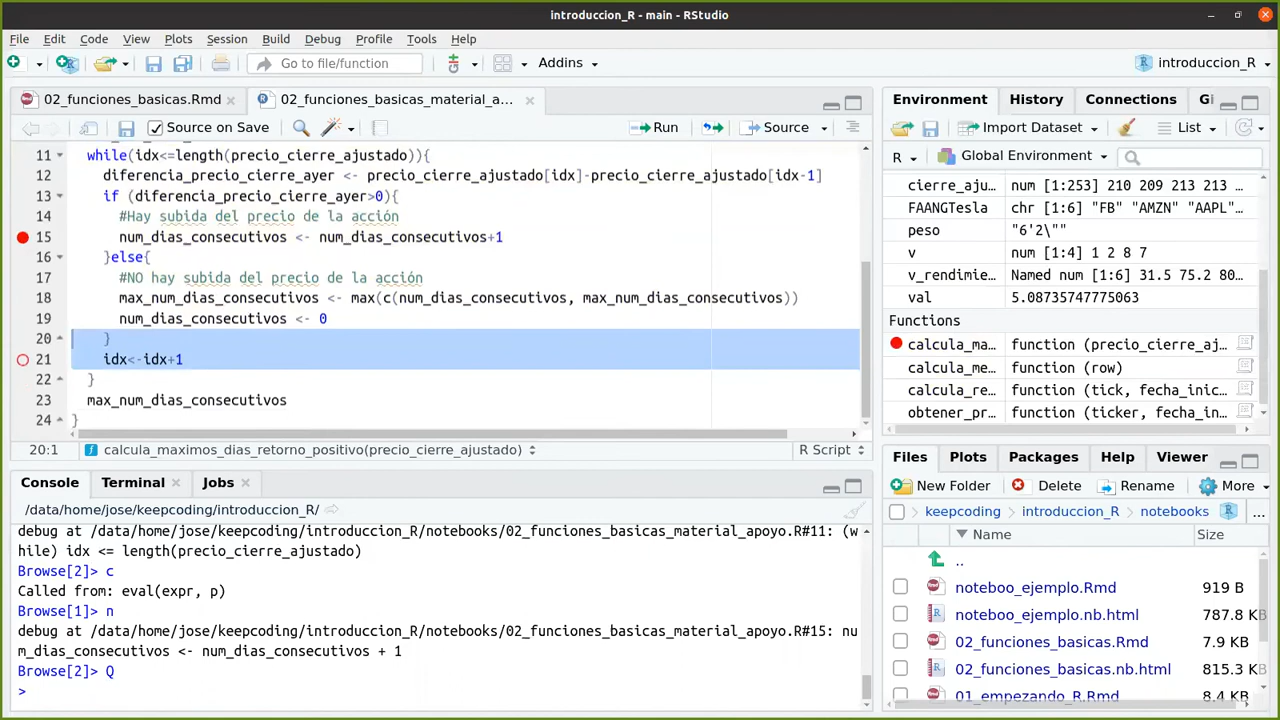 introduccion_R - main - RStudio
File Edit Code View Plots Session Build Debug Profile Tools Help
Go to file/function Addins introduccion_R
02_funciones_basicas.Rmd 02_funciones_basicas_material_a...
Source on Save Run Source
11 while(idx<=length(precio_cierre_ajustado)){
12 diferencia_precio_cierre_ayer <- precio_cierre_ajustado[idx]-precio_cierre_ajustado[idx-1]
13 if (diferencia_precio_cierre_ayer>0){
14 #Hay subida del precio de la acción
15 num_dias_consecutivos <- num_dias_consecutivos+1
16 }else{
17 #NO hay subida del precio de la acción
18 max_num_dias_consecutivos <- max(c(num_dias_consecutivos, max_num_dias_consecutivos))
19 num_dias_consecutivos <- 0
20 }
21 idx<-idx+1
22 }
23 max_num_dias_consecutivos
24 }
20:1 calcula_maximos_dias_retorno_positivo(precio_cierre_ajustado) R Script
Console Terminal Jobs
/data/home/jose/keepcoding/introduccion_R/
debug at /data/home/jose/keepcoding/introduccion_R/notebooks/02_funciones_basicas_material_apoyo.R#11: (w
hile) idx <= length(precio_cierre_ajustado)
Browse[2]> c
Called from: eval(expr, p)
Browse[1]> n
debug at /data/home/jose/keepcoding/introduccion_R/notebooks/02_funciones_basicas_material_apoyo.R#15: nu
m_dias_consecutivos <- num_dias_consecutivos + 1
Browse[2]> Q
>
Environment History Connections Gi
Import Dataset List
R Global Environment
cierre_aju... num [1:253] 210 209 213 213 ...
FAANGTesla chr [1:6] "FB" "AMZN" "AAPL"...
peso "6'2\""
v num [1:4] 1 2 8 7
v_rendimie... Named num [1:6] 31.5 75.2 80...
val 5.08735747775063
Functions
calcula_ma... function (precio_cierre_aj...
calcula_me... function (row)
calcula_re... function (tick, fecha_inic...
obtener_pr... function (ticker, fecha_in...
Files Plots Packages Help Viewer
New Folder Delete Rename More
keepcoding introduccion_R notebooks ...
Name Size
..
noteboo_ejemplo.Rmd 919 B
noteboo_ejemplo.nb.html 787.8 KB
02_funciones_basicas.Rmd 7.9 KB
02_funciones_basicas.nb.html 815.3 KB
01_empezando_R.Rmd 8.4 KB